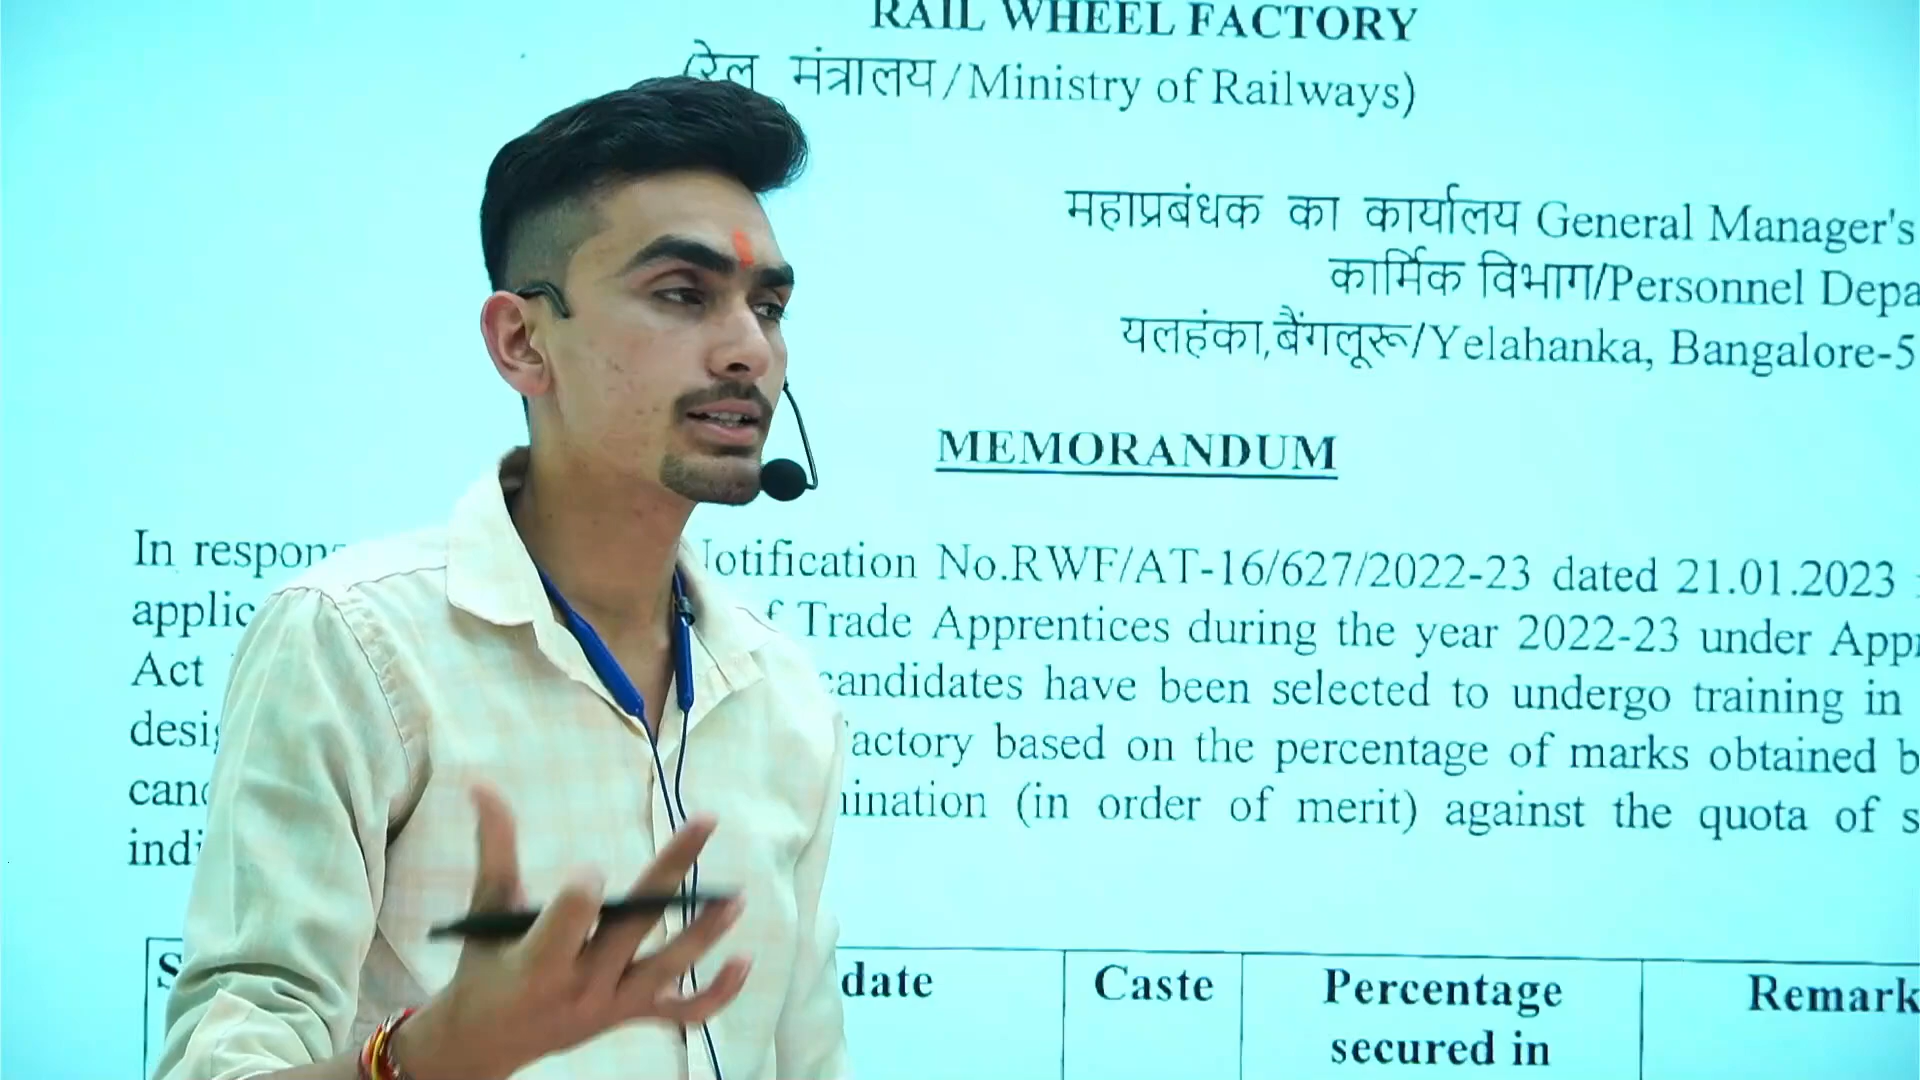 RAIL WHEEL FACTORY
(रेल मंत्रालय/Ministry of Railways)
महाप्रबंधक का कार्यालय General Manager's
कार्मिक विभाग/Personnel Depa
यलहंका,बैंगलूरू/Yelahanka, Bangalore-5
MEMORANDUM
In respon Notification No.RWF/AT-16/627/2022-23 dated 21.01.2023
applic f Trade Apprentices during the year 2022-23 under Appr
Act candidates have been selected to undergo training in
desig actory based on the percentage of marks obtained b
cand ination (in order of merit) against the quota of s
indi
S date Caste Percentage Remark
secured in